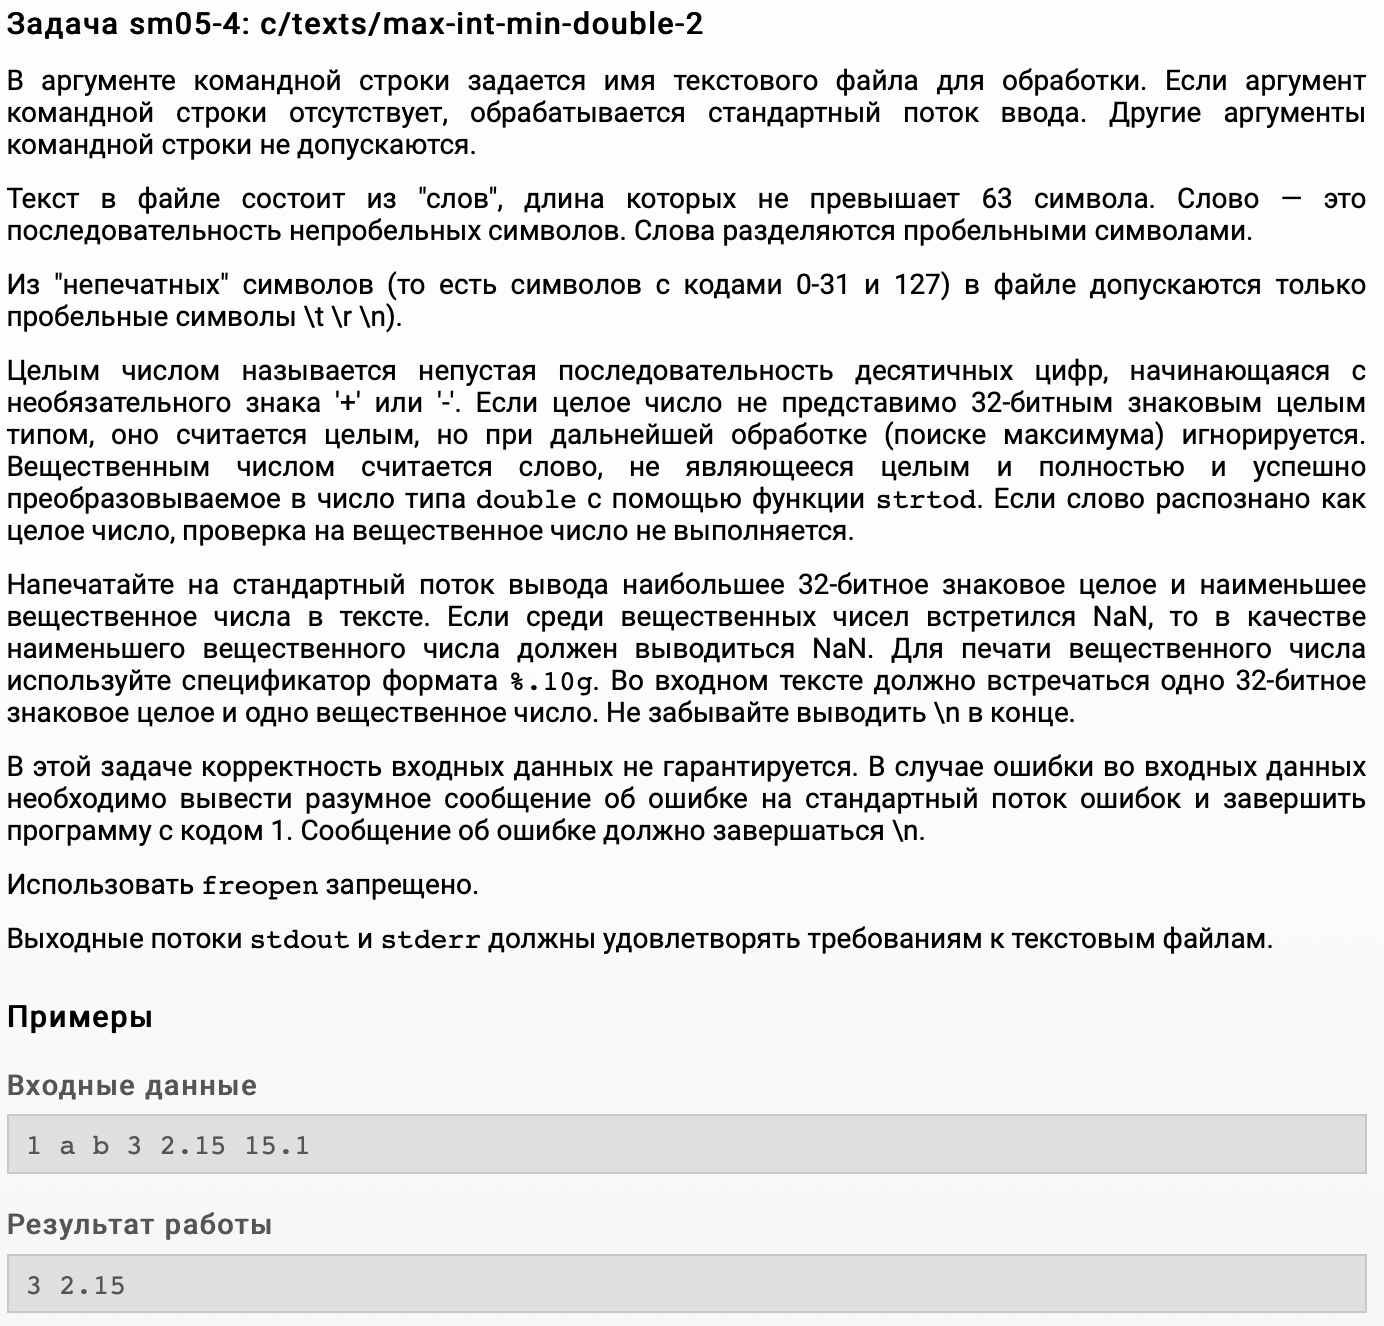 Задача sm05-4: c/texts/max-int-min-double-2
В аргументе командной строки задается имя текстового файла для обработки. Если аргумент
командной строки отсутствует, обрабатывается стандартный поток ввода. Другие аргументы
командной строки не допускаются.
Текст в файле состоит из "слов", длина которых не превышает 63 символа. Слово — это
последовательность непробельных символов. Слова разделяются пробельными символами.
Из "непечатных" символов (то есть символов с кодами 0-31 и 127) в файле допускаются только
пробельные символы \t \r \n).
Целым числом называется непустая последовательность десятичных цифр, начинающаяся с
необязательного знака '+' или '-'. Если целое число не представимо 32-битным знаковым целым
типом, оно считается целым, но при дальнейшей обработке (поиске максимума) игнорируется.
Вещественным числом считается слово, не являющееся целым и полностью и успешно
преобразовываемое в число типа double с помощью функции strtod. Если слово распознано как
целое число, проверка на вещественное число не выполняется.
Напечатайте на стандартный поток вывода наибольшее 32-битное знаковое целое и наименьшее
вещественное числа в тексте. Если среди вещественных чисел встретился NaN, то в качестве
наименьшего вещественного числа должен выводиться NaN. Для печати вещественного числа
используйте спецификатор формата %.10g. Во входном тексте должно встречаться одно 32-битное
знаковое целое и одно вещественное число. Не забывайте выводить \n в конце.
В этой задаче корректность входных данных не гарантируется. В случае ошибки во входных данных
необходимо вывести разумное сообщение об ошибке на стандартный поток ошибок и завершить
программу с кодом 1. Сообщение об ошибке должно завершаться \n.
Использовать freopen запрещено.
Выходные потоки stdout и stderr должны удовлетворять требованиям к текстовым файлам.
Примеры
Входные данные
1 a b 3 2.15 15.1
Результат работы
3 2.15